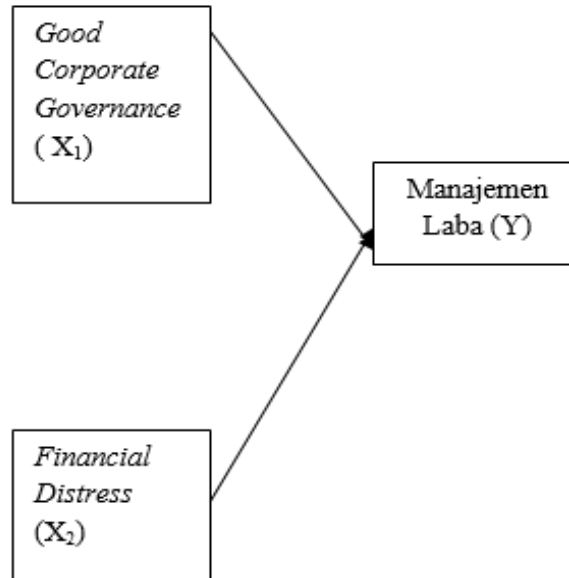 Good
Corporate
Governance
( X₁)
Manajemen
Laba (Y)
Financial
Distress
(X₂)